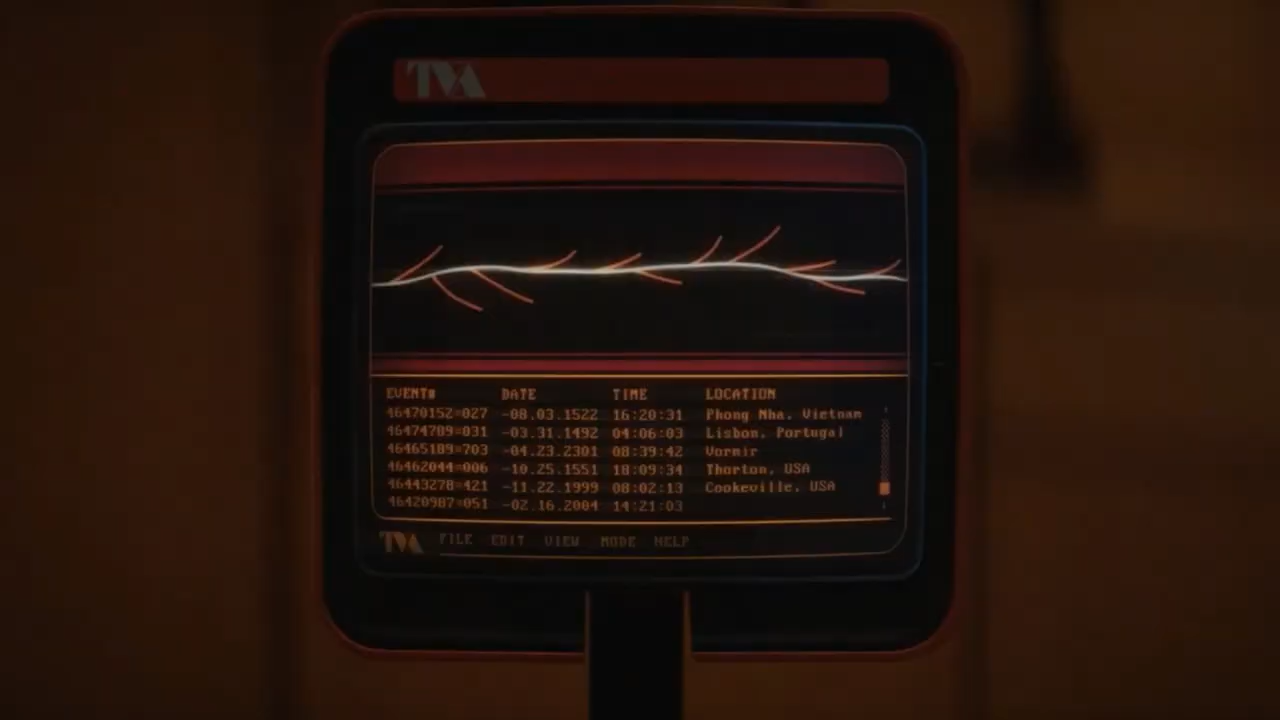 TVA
EVENT# DATE TIME LOCATION
46470152=027 -08.03.1522 16:20:31 Phong Nha, Vietnam
46474789=031 -03.31.1492 04:06:03 Lisbon, Portugal
46465189=703 -04.23.2301 08:39:42 Vormir
46462044=006 -10.25.1551 18:09:34 Thorton, USA
46443278=421 -11.22.1999 08:02:13 Cookeville, USA
46420987=051 -02.16.2004 14:21:03
TVA FILE EDIT VIEW MODE HELP